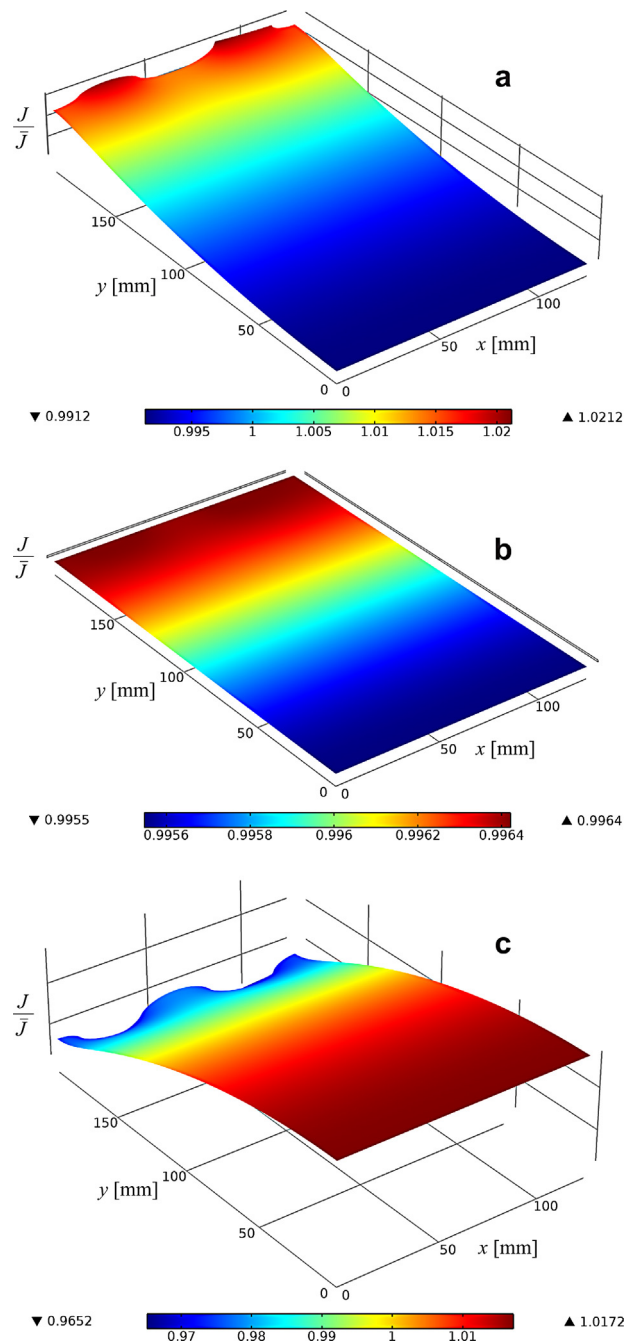 a
J
J̄
150
100
y [mm]
50
100
50
x [mm]
0 0
▼ 0.9912
0.995 1 1.005 1.01 1.015 1.02
▲ 1.0212
b
J
J̄
150
100
y [mm]
50
100
50
x [mm]
0 0
▼ 0.9955
0.9956 0.9958 0.996 0.9962 0.9964
▲ 0.9964
c
J
J̄
150
100
y [mm]
50
100
50
x [mm]
0 0
▼ 0.9652
0.97 0.98 0.99 1 1.01
▲ 1.0172